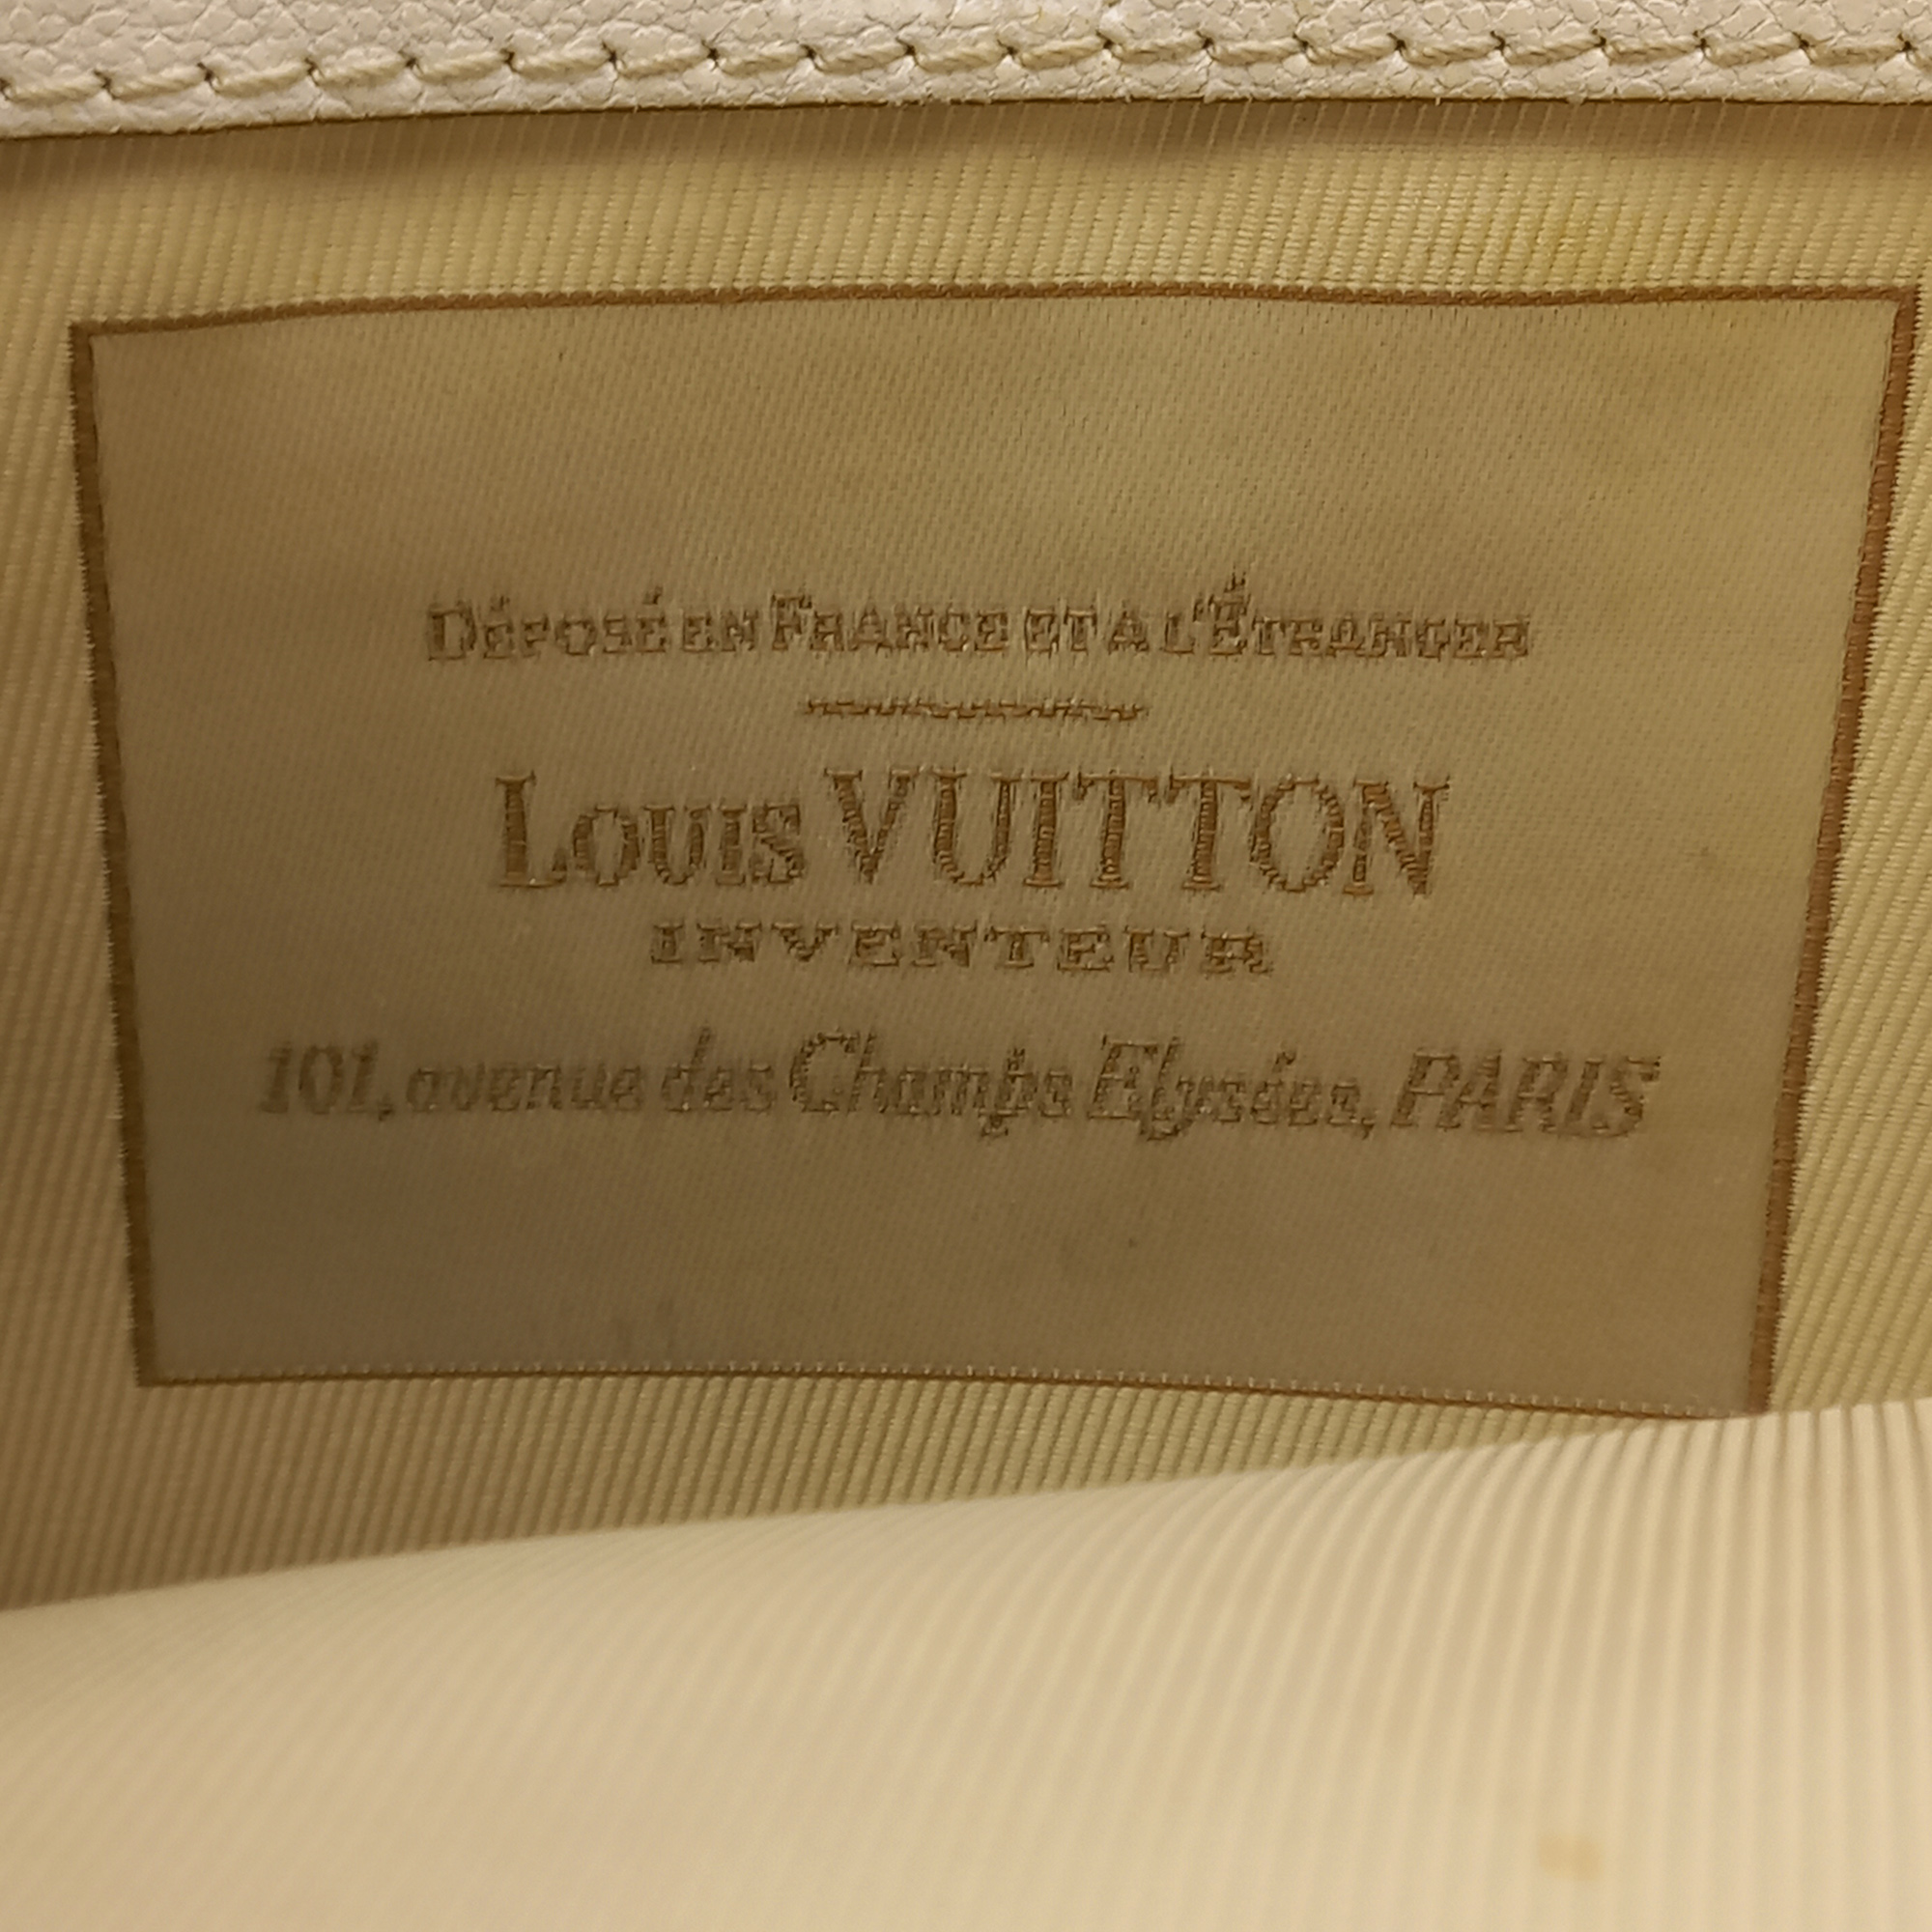 DÉPOSÉ EN FRANCE ET A L'ÉTRANGER
LOUIS VUITTON
INVENTEUR
101, avenue des Champs Elysées, PARIS